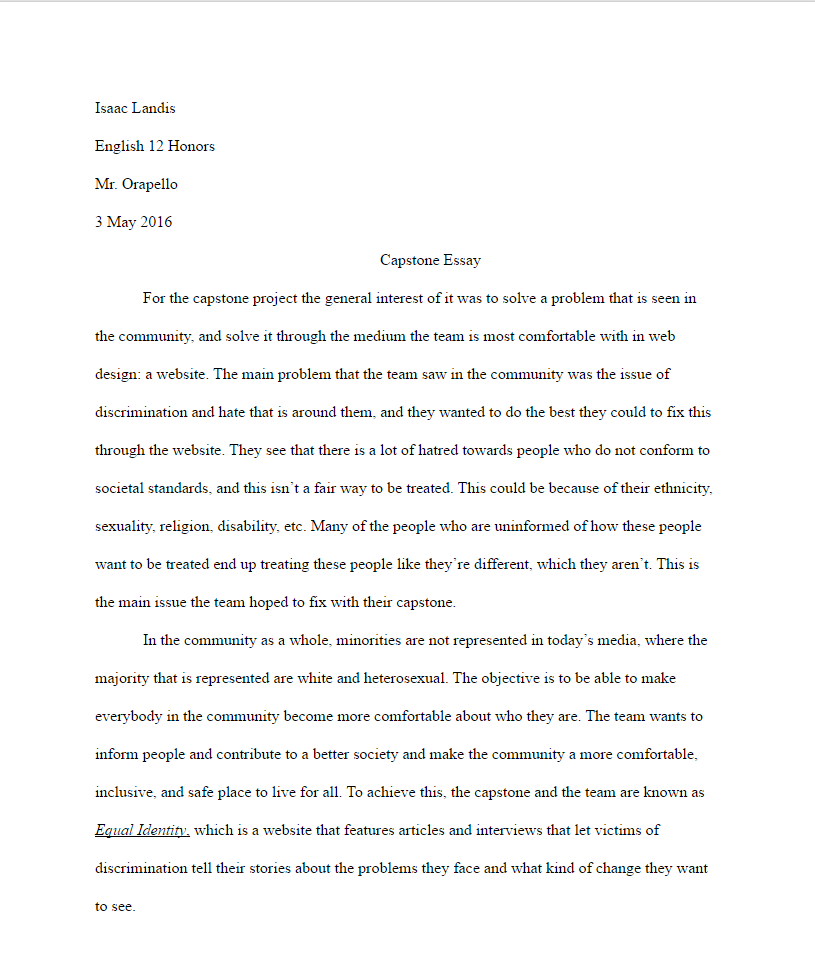 Isaac Landis
English 12 Honors
Mr. Orapello
3 May 2016
Capstone Essay
For the capstone project the general interest of it was to solve a problem that is seen in
the community, and solve it through the medium the team is most comfortable with in web
design: a website. The main problem that the team saw in the community was the issue of
discrimination and hate that is around them, and they wanted to do the best they could to fix this
through the website. They see that there is a lot of hatred towards people who do not conform to
societal standards, and this isn’t a fair way to be treated. This could be because of their ethnicity,
sexuality, religion, disability, etc. Many of the people who are uninformed of how these people
want to be treated end up treating these people like they’re different, which they aren’t. This is
the main issue the team hoped to fix with their capstone.
In the community as a whole, minorities are not represented in today’s media, where the
majority that is represented are white and heterosexual. The objective is to be able to make
everybody in the community become more comfortable about who they are. The team wants to
inform people and contribute to a better society and make the community a more comfortable,
inclusive, and safe place to live for all. To achieve this, the capstone and the team are known as
Equal Identity, which is a website that features articles and interviews that let victims of
discrimination tell their stories about the problems they face and what kind of change they want
to see.